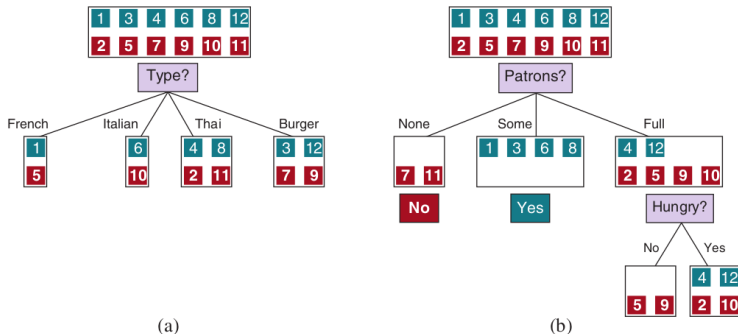 1 3 4 6 8 12
2 5 7 9 10 11
Type?
French Italian Thai Burger
1
5
6
10
4 8
2 11
3 12
7 9
(a)
1 3 4 6 8 12
2 5 7 9 10 11
Patrons?
None Some Full
7 11
1 3 6 8
4 12
2 5 9 10
No
Yes
Hungry?
No Yes
5 9
4 12
2 10
(b)